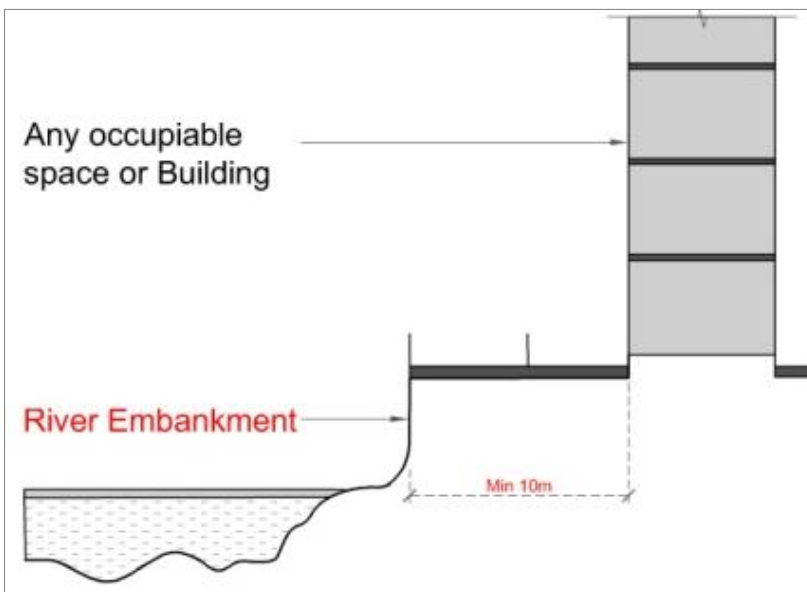 Any occupiable
space or Building
River Embankment
Min 10m